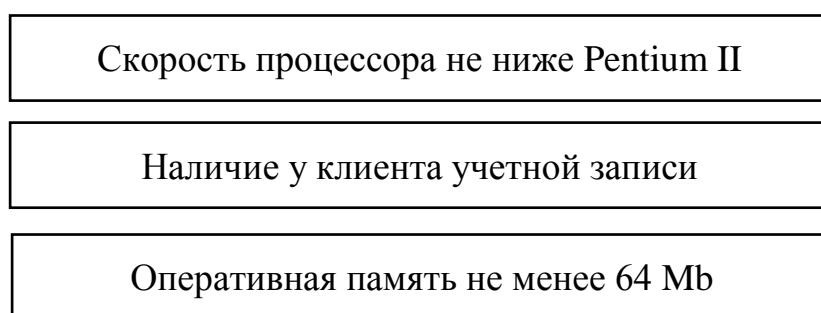 Скорость процессора не ниже Pentium II
Наличие у клиента учетной записи
Оперативная память не менее 64 Mb